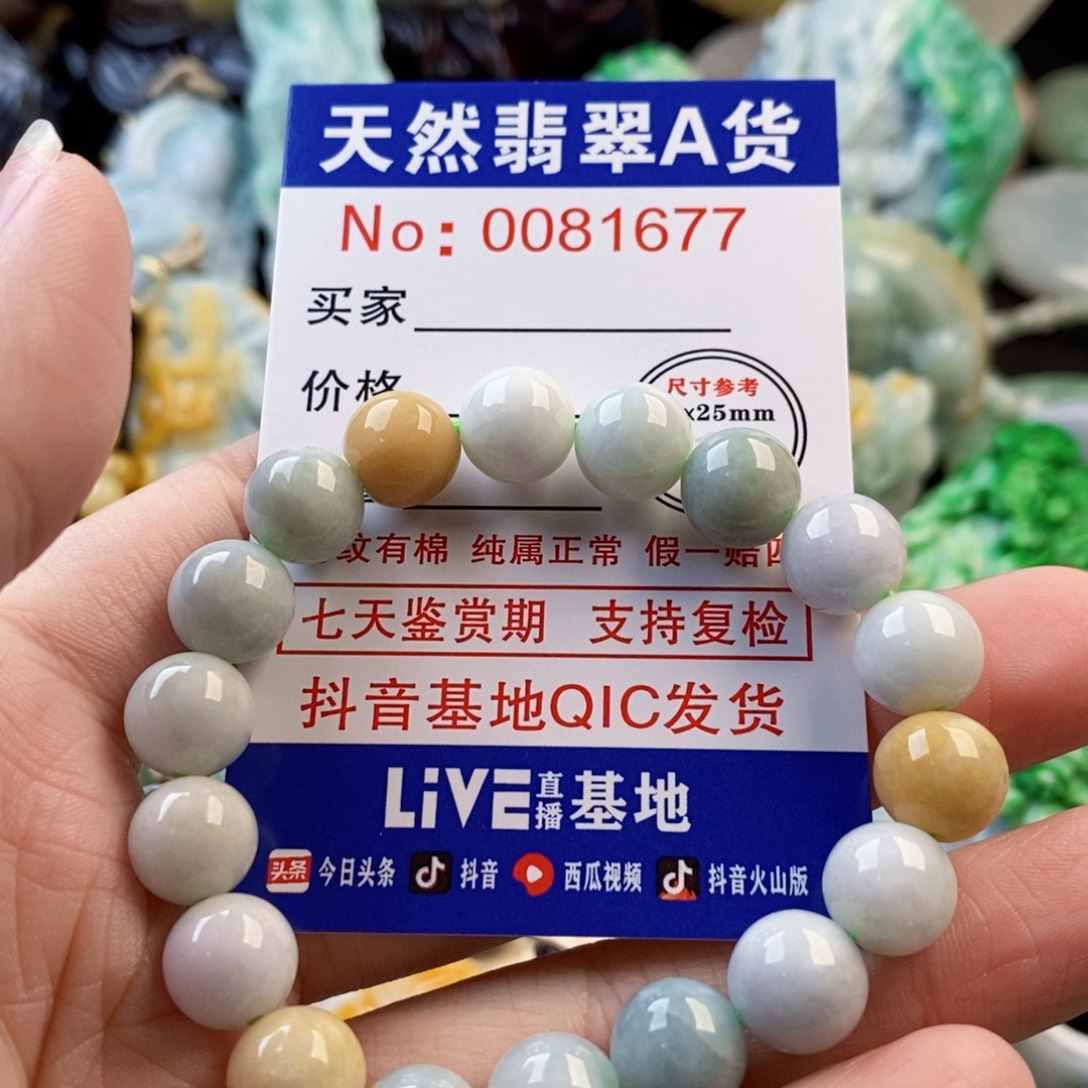 天然翡翠A货
No: 0081677
买家
价格
尺寸参考
x25mm
纹有棉 纯属正常 假一赔四
七天鉴赏期 支持复检
抖音基地QIC发货
LiVE直播基地
头条 今日头条 抖音 西瓜视频 抖音火山版